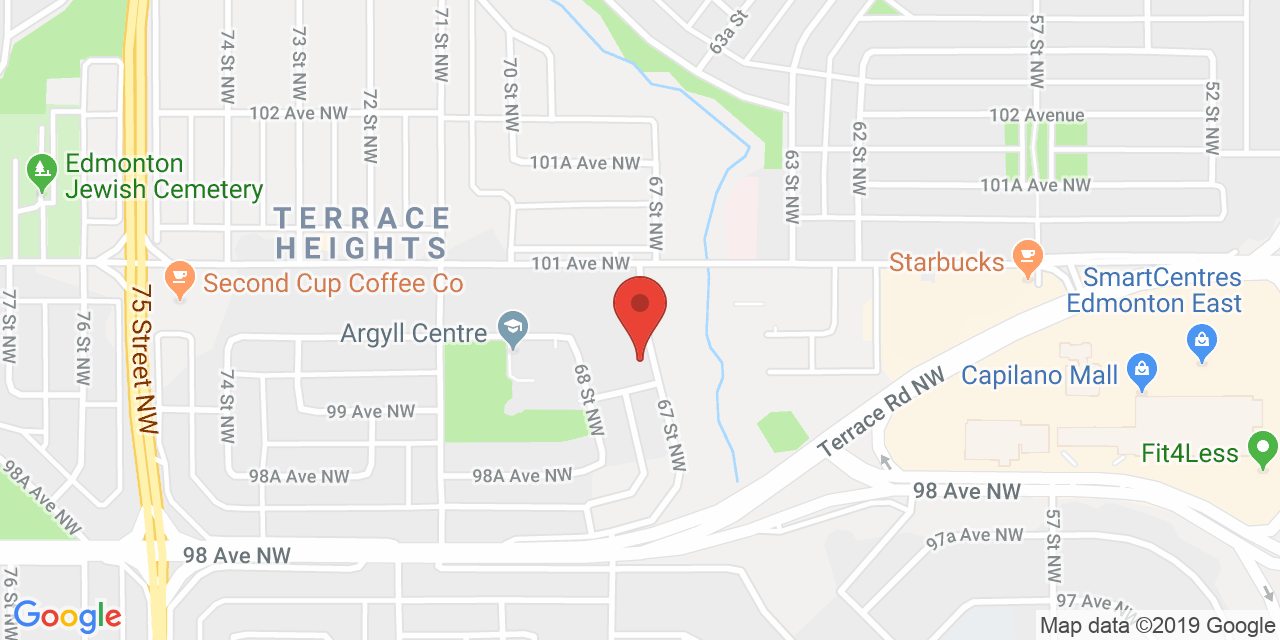 63a St
57 St NW
71 St NW
73 St NW
74 St NW
70 St NW
52 St NW
72 St NW
102 Ave NW
102 Avenue
62 St NW
101A Ave NW
63 St NW
Edmonton
Jewish Cemetery
67 St NW
101A Ave NW
TERRACE
HEIGHTS
101 Ave NW
Starbucks
SmartCentres
Edmonton East
Second Cup Coffee Co
77 St NW
76 St NW
75 Street NW
Argyll Centre
Capilano Mall
74 St NW
99 Ave NW
68 St NW
67 St NW
Terrace Rd NW
Fit4Less
98A Ave NW
98A Ave NW
98A Ave NW
98 Ave NW
97a Ave NW
57 St NW
98 Ave NW
76 St NW
97 Ave NW
Google
Map data ©2019 Google